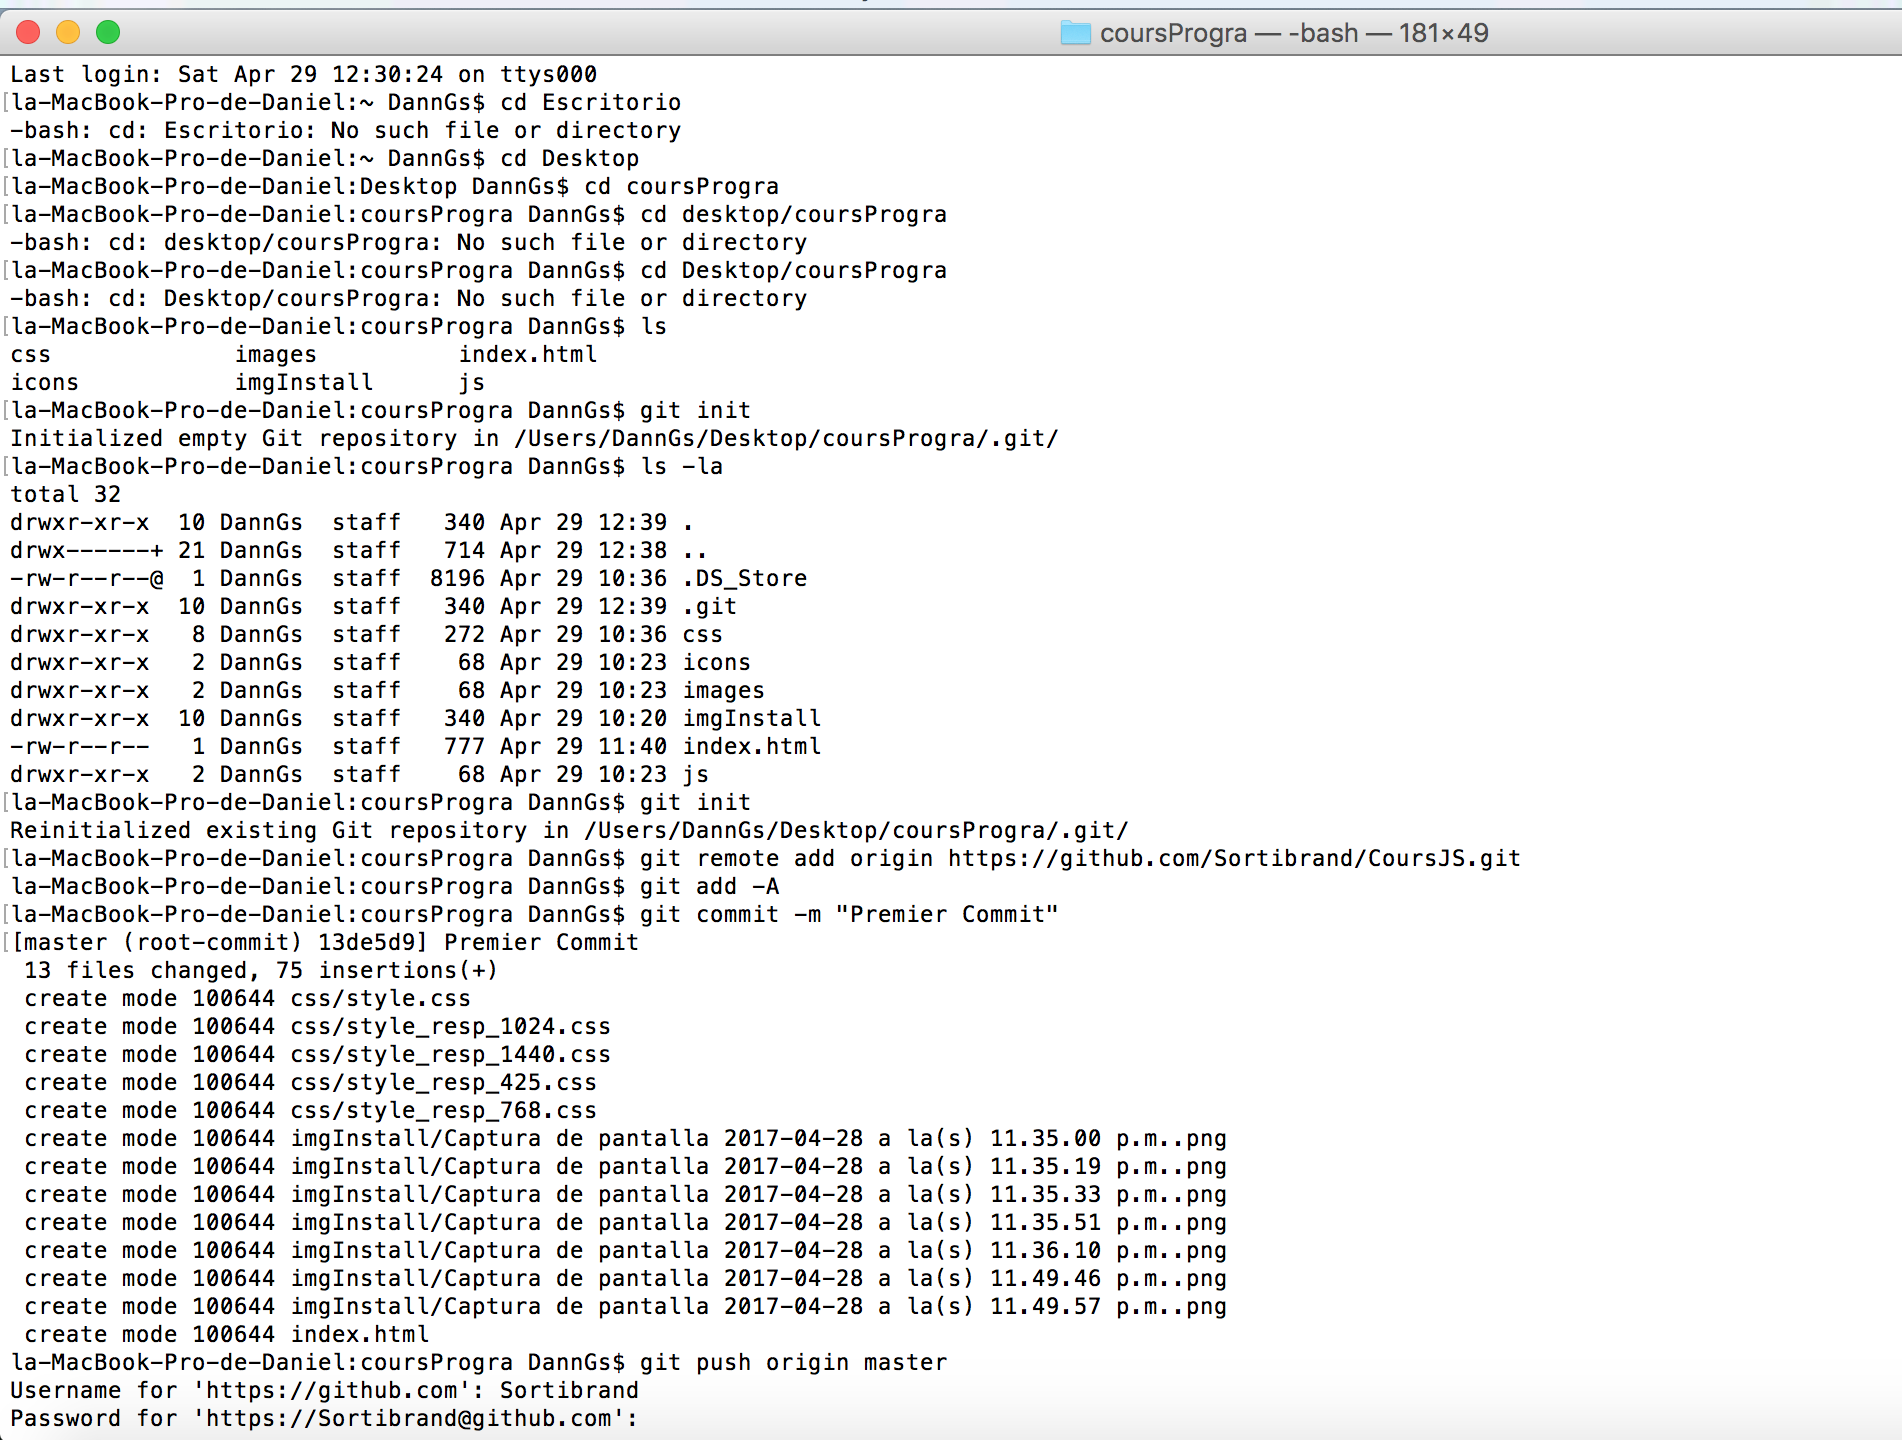 coursProgra — -bash — 181×49
Last login: Sat Apr 29 12:30:24 on ttys000
[la-MacBook-Pro-de-Daniel:~ DannGs$ cd Escritorio
-bash: cd: Escritorio: No such file or directory
[la-MacBook-Pro-de-Daniel:~ DannGs$ cd Desktop
[la-MacBook-Pro-de-Daniel:Desktop DannGs$ cd coursProgra
[la-MacBook-Pro-de-Daniel:coursProgra DannGs$ cd desktop/coursProgra
-bash: cd: desktop/coursProgra: No such file or directory
[la-MacBook-Pro-de-Daniel:coursProgra DannGs$ cd Desktop/coursProgra
-bash: cd: Desktop/coursProgra: No such file or directory
[la-MacBook-Pro-de-Daniel:coursProgra DannGs$ ls
css images index.html
icons imgInstall js
[la-MacBook-Pro-de-Daniel:coursProgra DannGs$ git init
Initialized empty Git repository in /Users/DannGs/Desktop/coursProgra/.git/
[la-MacBook-Pro-de-Daniel:coursProgra DannGs$ ls -la
total 32
drwxr-xr-x  10 DannGs  staff   340 Apr 29 12:39 .
drwx------+ 21 DannGs  staff   714 Apr 29 12:38 ..
-rw-r--r--@  1 DannGs  staff  8196 Apr 29 10:36 .DS_Store
drwxr-xr-x  10 DannGs  staff   340 Apr 29 12:39 .git
drwxr-xr-x   8 DannGs  staff   272 Apr 29 10:36 css
drwxr-xr-x   2 DannGs  staff    68 Apr 29 10:23 icons
drwxr-xr-x   2 DannGs  staff    68 Apr 29 10:23 images
drwxr-xr-x  10 DannGs  staff   340 Apr 29 10:20 imgInstall
-rw-r--r--   1 DannGs  staff   777 Apr 29 11:40 index.html
drwxr-xr-x   2 DannGs  staff    68 Apr 29 10:23 js
[la-MacBook-Pro-de-Daniel:coursProgra DannGs$ git init
Reinitialized existing Git repository in /Users/DannGs/Desktop/coursProgra/.git/
[la-MacBook-Pro-de-Daniel:coursProgra DannGs$ git remote add origin https://github.com/Sortibrand/CoursJS.git
la-MacBook-Pro-de-Daniel:coursProgra DannGs$ git add -A
[la-MacBook-Pro-de-Daniel:coursProgra DannGs$ git commit -m "Premier Commit"
[[master (root-commit) 13de5d9] Premier Commit
 13 files changed, 75 insertions(+)
 create mode 100644 css/style.css
 create mode 100644 css/style_resp_1024.css
 create mode 100644 css/style_resp_1440.css
 create mode 100644 css/style_resp_425.css
 create mode 100644 css/style_resp_768.css
 create mode 100644 imgInstall/Captura de pantalla 2017-04-28 a la(s) 11.35.00 p.m..png
 create mode 100644 imgInstall/Captura de pantalla 2017-04-28 a la(s) 11.35.19 p.m..png
 create mode 100644 imgInstall/Captura de pantalla 2017-04-28 a la(s) 11.35.33 p.m..png
 create mode 100644 imgInstall/Captura de pantalla 2017-04-28 a la(s) 11.35.51 p.m..png
 create mode 100644 imgInstall/Captura de pantalla 2017-04-28 a la(s) 11.36.10 p.m..png
 create mode 100644 imgInstall/Captura de pantalla 2017-04-28 a la(s) 11.49.46 p.m..png
 create mode 100644 imgInstall/Captura de pantalla 2017-04-28 a la(s) 11.49.57 p.m..png
 create mode 100644 index.html
la-MacBook-Pro-de-Daniel:coursProgra DannGs$ git push origin master
Username for 'https://github.com': Sortibrand
Password for 'https://Sortibrand@github.com':